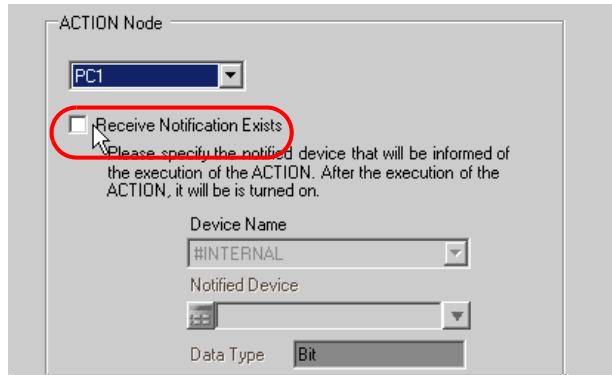 ACTION Node
PC1
Receive Notification Exists
Please specify the notified device that will be informed of
the execution of the ACTION. After the execution of the
ACTION, it will be is turned on.
Device Name
#INTERNAL
Notified Device
Data Type Bit